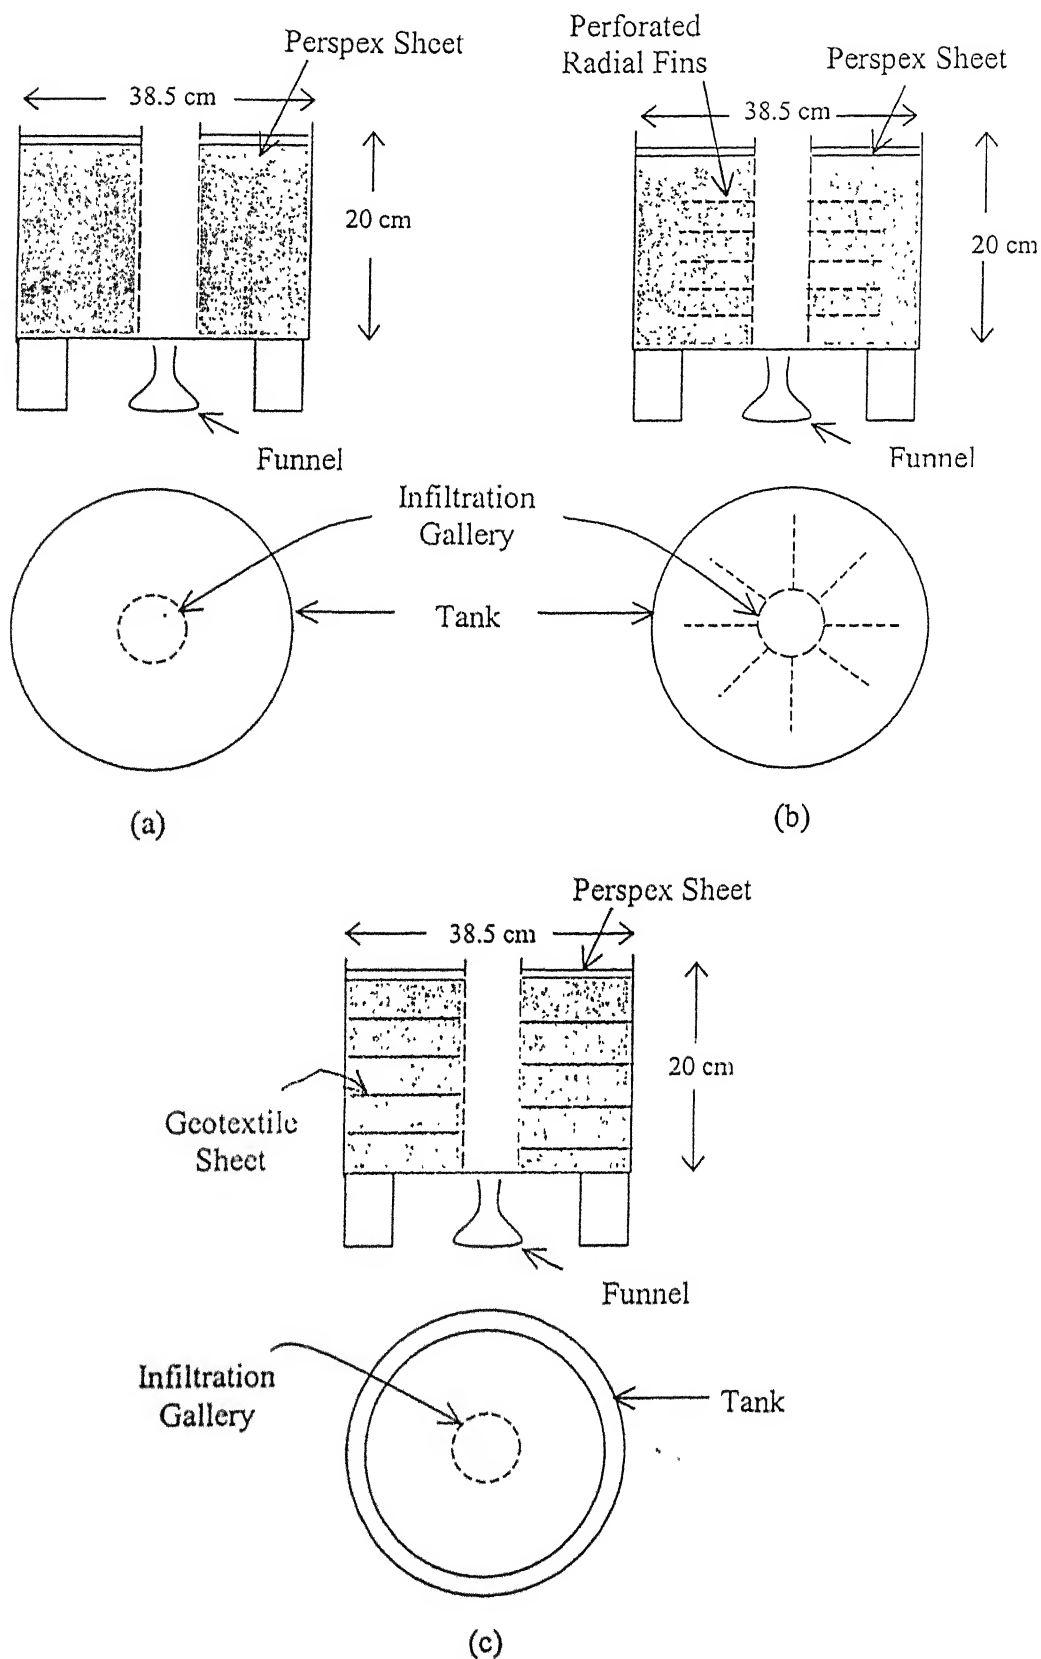 Perspex Sheet
38.5 cm
20 cm
Funnel
Perforated
Radial Fins
Perspex Sheet
38.5 cm
20 cm
Funnel
Infiltration
Gallery
Tank
(a)
(b)
Perspex Sheet
38.5 cm
20 cm
Geotextile
Sheet
Funnel
Infiltration
Gallery
Tank
(c)